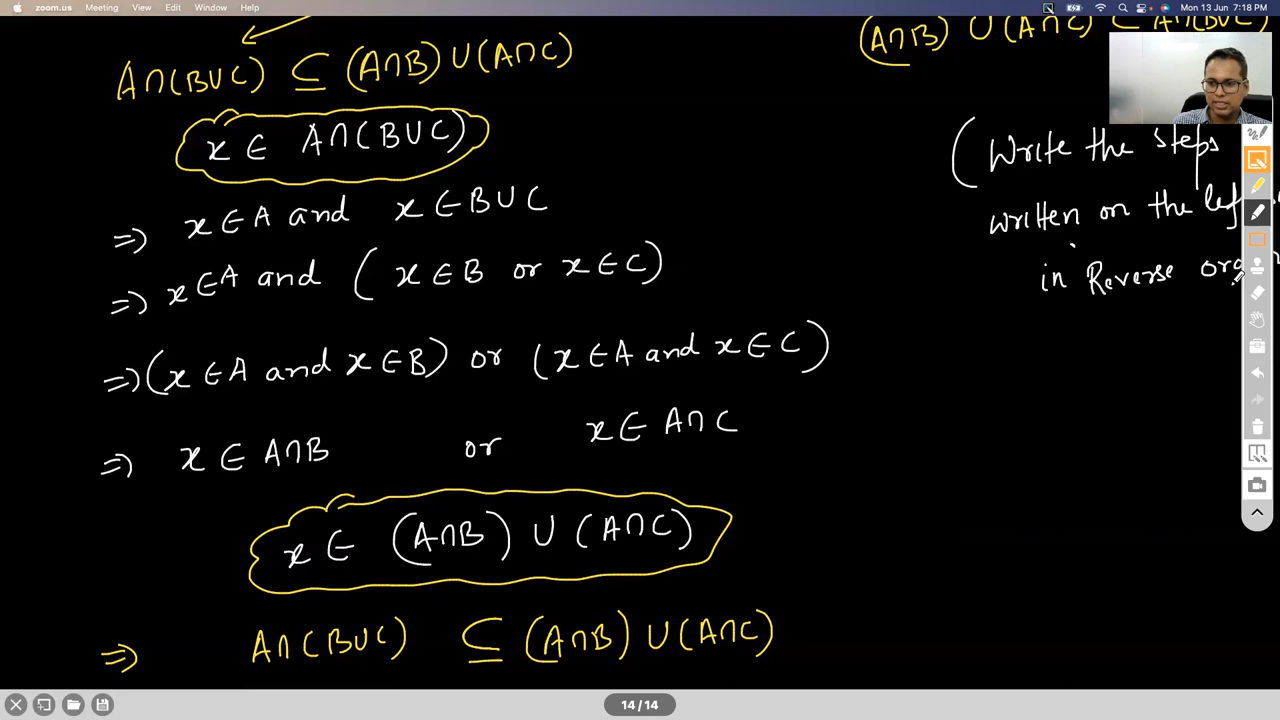 zoom.us Meeting View Edit Window Help Mon 13 Jun 7:18 PM
A∩(B∪C) ⊆ (A∩B)∪(A∩C)
x ∈ A∩(B∪C)
⇒ x∈A and x∈B∪C
⇒ x∈A and (x∈B or x∈C)
⇒(x∈A and x∈B) or (x∈A and x∈C)
⇒ x∈A∩B or x∈A∩C
x∈ (A∩B) ∪ (A∩C)
⇒ A∩(B∪C) ⊆ (A∩B)∪(A∩C)
(A∩B) ∪ (A∩C) ⊆ A∩(B∪C)
(Write the steps
written on the lef
in Reverse
14/14